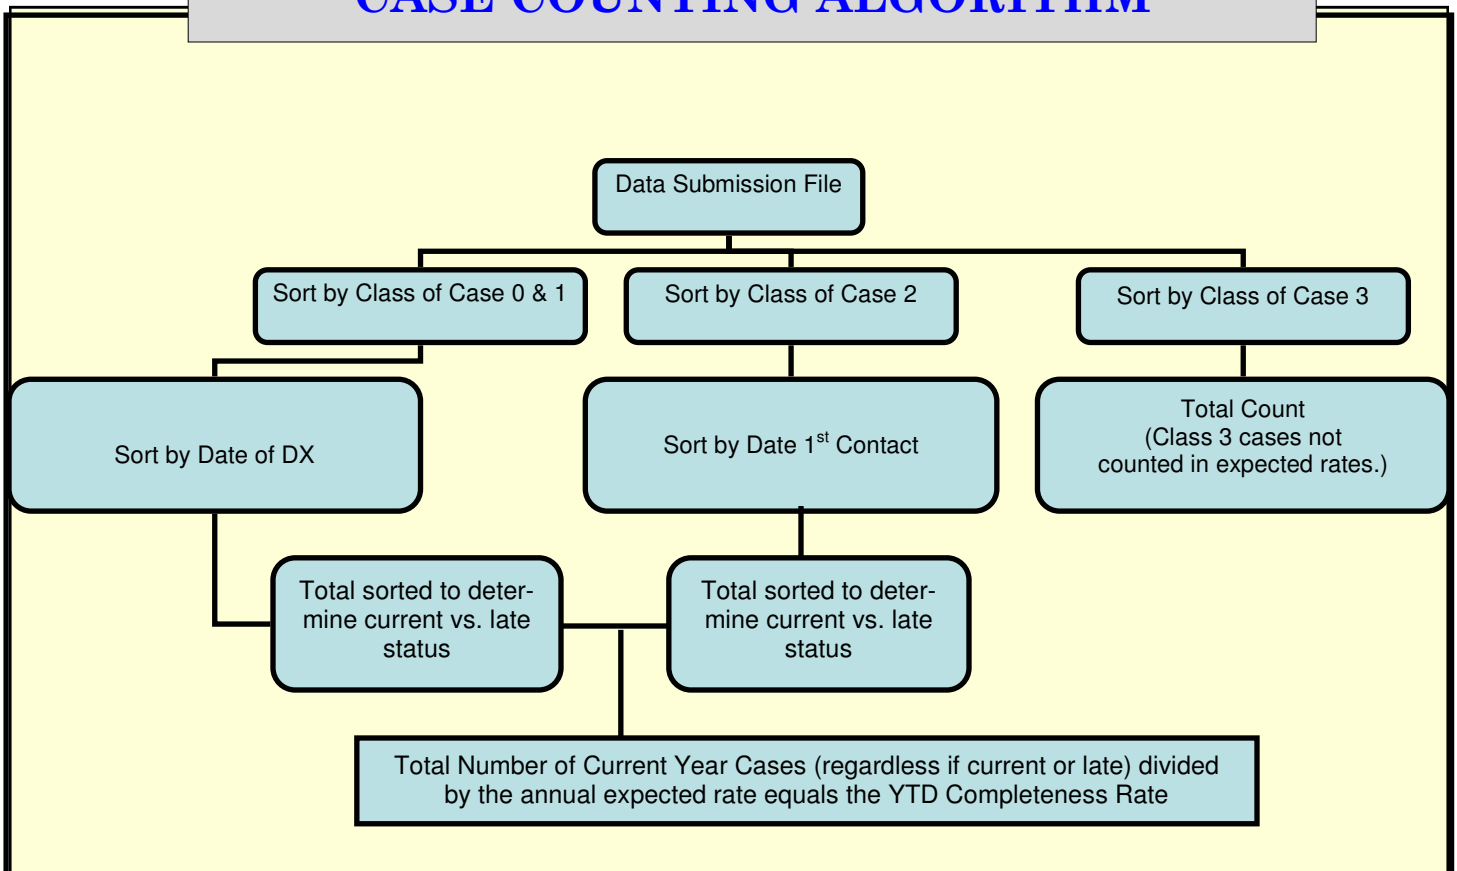 CASE COUNTING ALGORITHM
Data Submission File
Sort by Class of Case 0 & 1
Sort by Class of Case 2
Sort by Class of Case 3
Sort by Date of DX
Sort by Date 1st Contact
Total Count
(Class 3 cases not
counted in expected rates.)
Total sorted to deter-
mine current vs. late
status
Total sorted to deter-
mine current vs. late
status
Total Number of Current Year Cases (regardless if current or late) divided
by the annual expected rate equals the YTD Completeness Rate